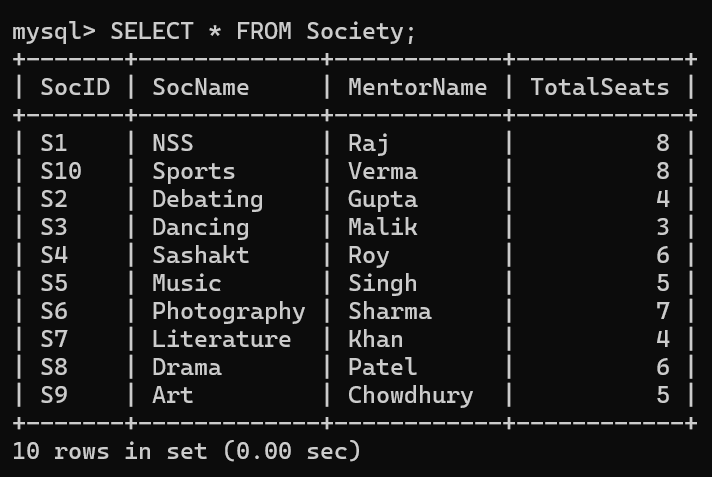 mysql> SELECT * FROM Society;
+-------+-------------+------------+------------+
| SocID | SocName     | MentorName | TotalSeats |
+-------+-------------+------------+------------+
| S1    | NSS         | Raj        |          8 |
| S10   | Sports      | Verma      |          8 |
| S2    | Debating    | Gupta      |          4 |
| S3    | Dancing     | Malik      |          3 |
| S4    | Sashakt     | Roy        |          6 |
| S5    | Music       | Singh      |          5 |
| S6    | Photography | Sharma     |          7 |
| S7    | Literature  | Khan       |          4 |
| S8    | Drama       | Patel      |          6 |
| S9    | Art         | Chowdhury  |          5 |
+-------+-------------+------------+------------+
10 rows in set (0.00 sec)